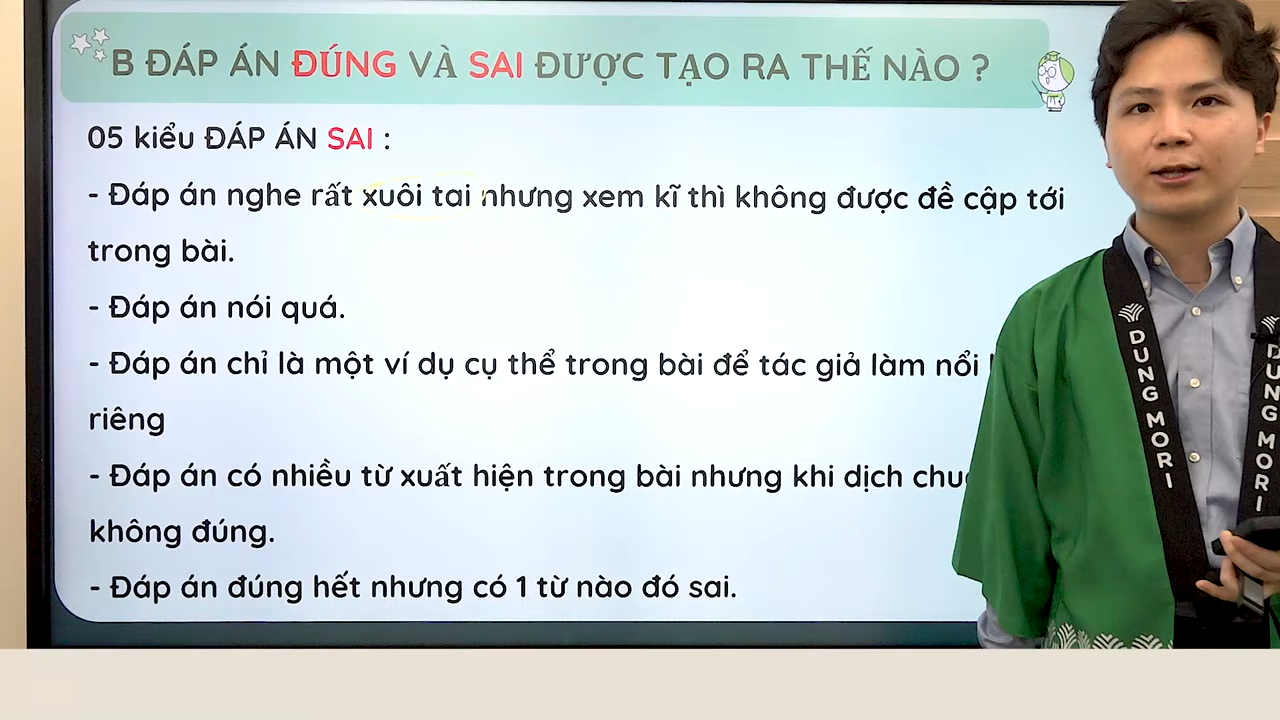 B ĐÁP ÁN ĐÚNG VÀ SAI ĐƯỢC TẠO RA THẾ NÀO ?
05 kiểu ĐÁP ÁN SAI :
- Đáp án nghe rất xuôi tai nhưng xem kĩ thì không được đề cập tới
trong bài.
- Đáp án nói quá.
- Đáp án chỉ là một ví dụ cụ thể trong bài để tác giả làm nổi
riêng
- Đáp án có nhiều từ xuất hiện trong bài nhưng khi dịch
không đúng.
- Đáp án đúng hết nhưng có 1 từ nào đó sai.
DUNG MORI
DUNG MORI